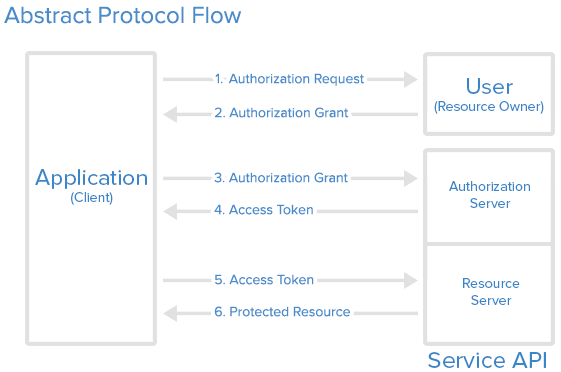 Abstract Protocol Flow
Application
(Client)
1. Authorization Request
2. Authorization Grant
3. Authorization Grant
4. Access Token
5. Access Token
6. Protected Resource
User
(Resource Owner)
Authorization
Server
Resource
Server
Service API